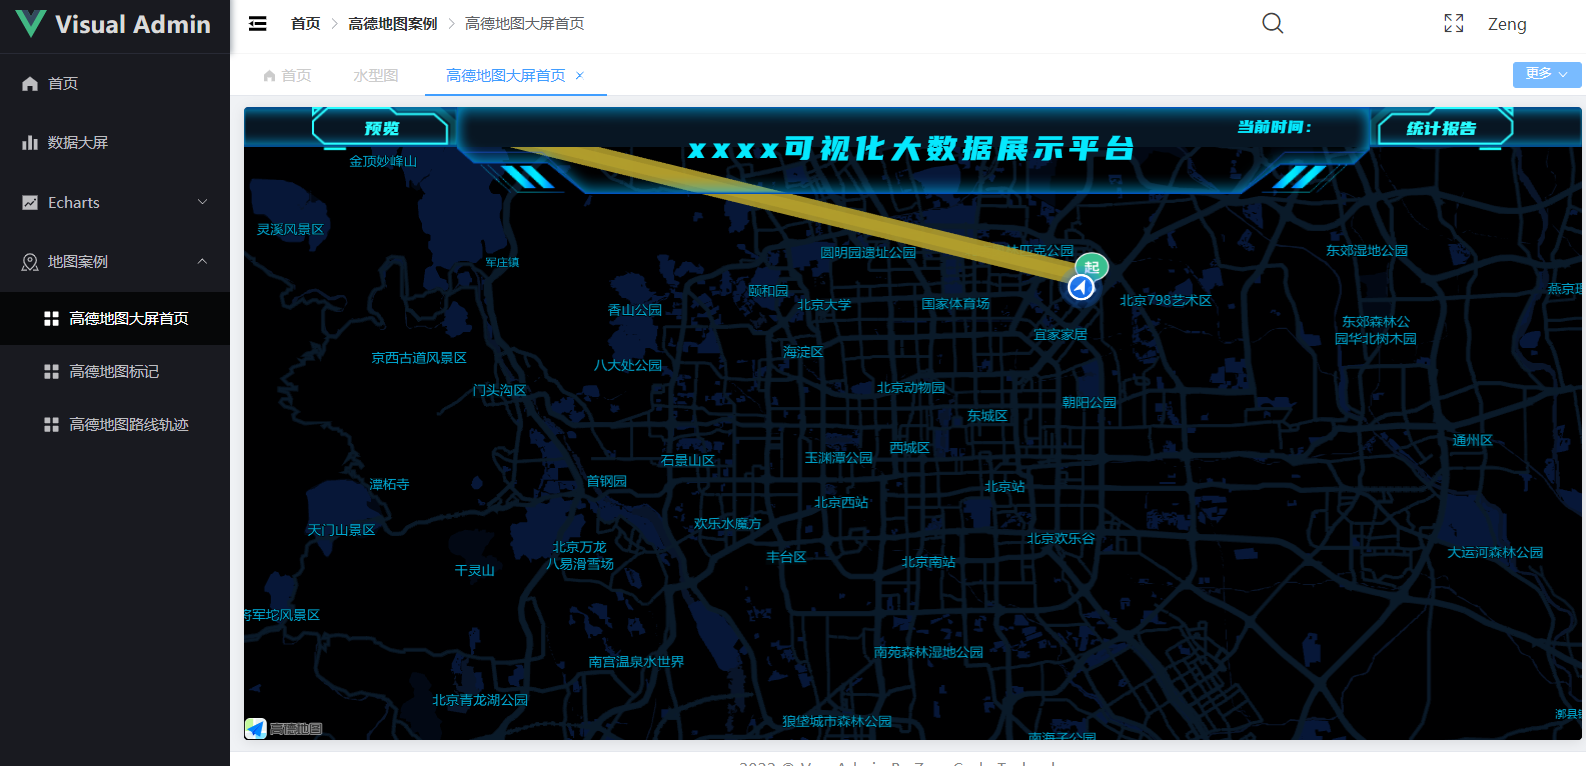 Visual Admin
首页
高德地图案例
高德地图大屏首页
Zeng
首页
水型图
高德地图大屏首页
更多
首页
数据大屏
Echarts
地图案例
高德地图大屏首页
高德地图标记
高德地图路线轨迹
预览
xxxx可视化大数据展示平台
当前时间：
统计报告
金顶妙峰山
灵溪风景区
军庄镇
圆明园遗址公园
匹克公园
起
东郊湿地公园
颐和园
北京大学
国家体育场
北京798艺术区
香山公园
宜家家居
东郊森林公
园华北树木园
海淀区
京西古道风景区
八大处公园
门头沟区
北京动物园
朝阳公园
东城区
西城区
通州区
石景山区
玉渊潭公园
潭柘寺
首钢园
北京站
北京西站
天门山景区
欢乐水魔方
北京欢乐谷
北京万龙
八易滑雪场
丰台区
北京南站
大运河森林公园
千灵山
将军坨风景区
南宫温泉水世界
南苑森林湿地公园
北京青龙湖公园
狼垡城市森林公园
南海子公园
高德地图